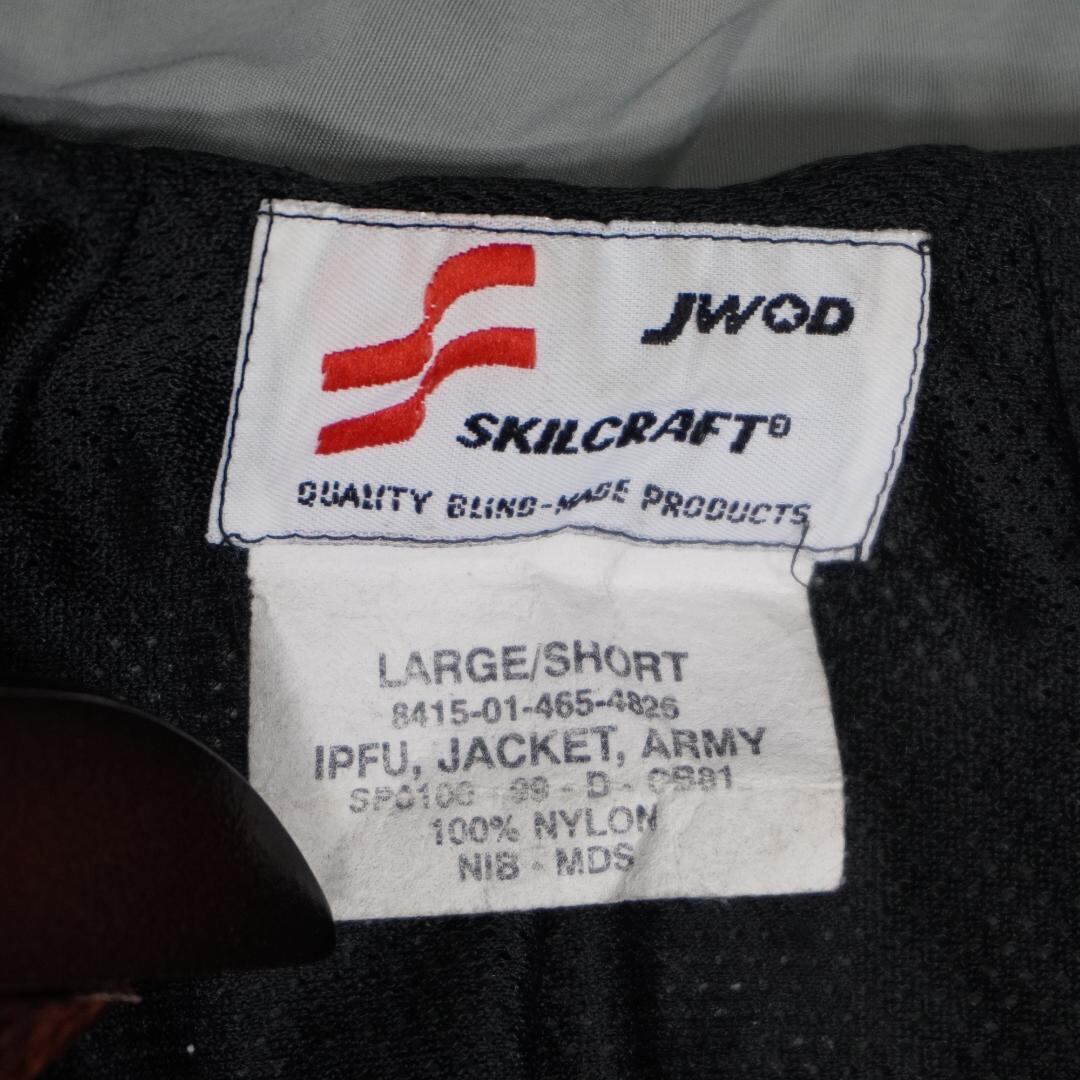 JWOD
SKILCRAFT®
QUALITY BLIND-MADE PRODUCTS
LARGE/SHORT
8415-01-465-4826
IPFU, JACKET, ARMY
99 - D -
100% NYLON
NIB - MDS